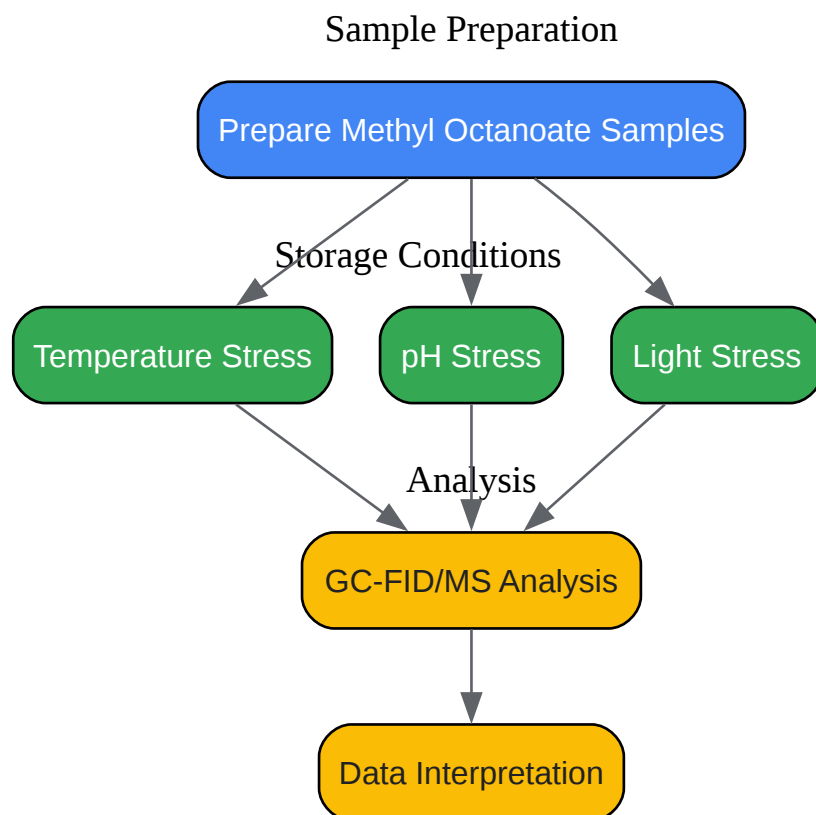 Sample Preparation
Prepare Methyl Octanoate Samples
Storage Conditions
Temperature Stress
pH Stress
Light Stress
Analysis
GC-FID/MS Analysis
Data Interpretation